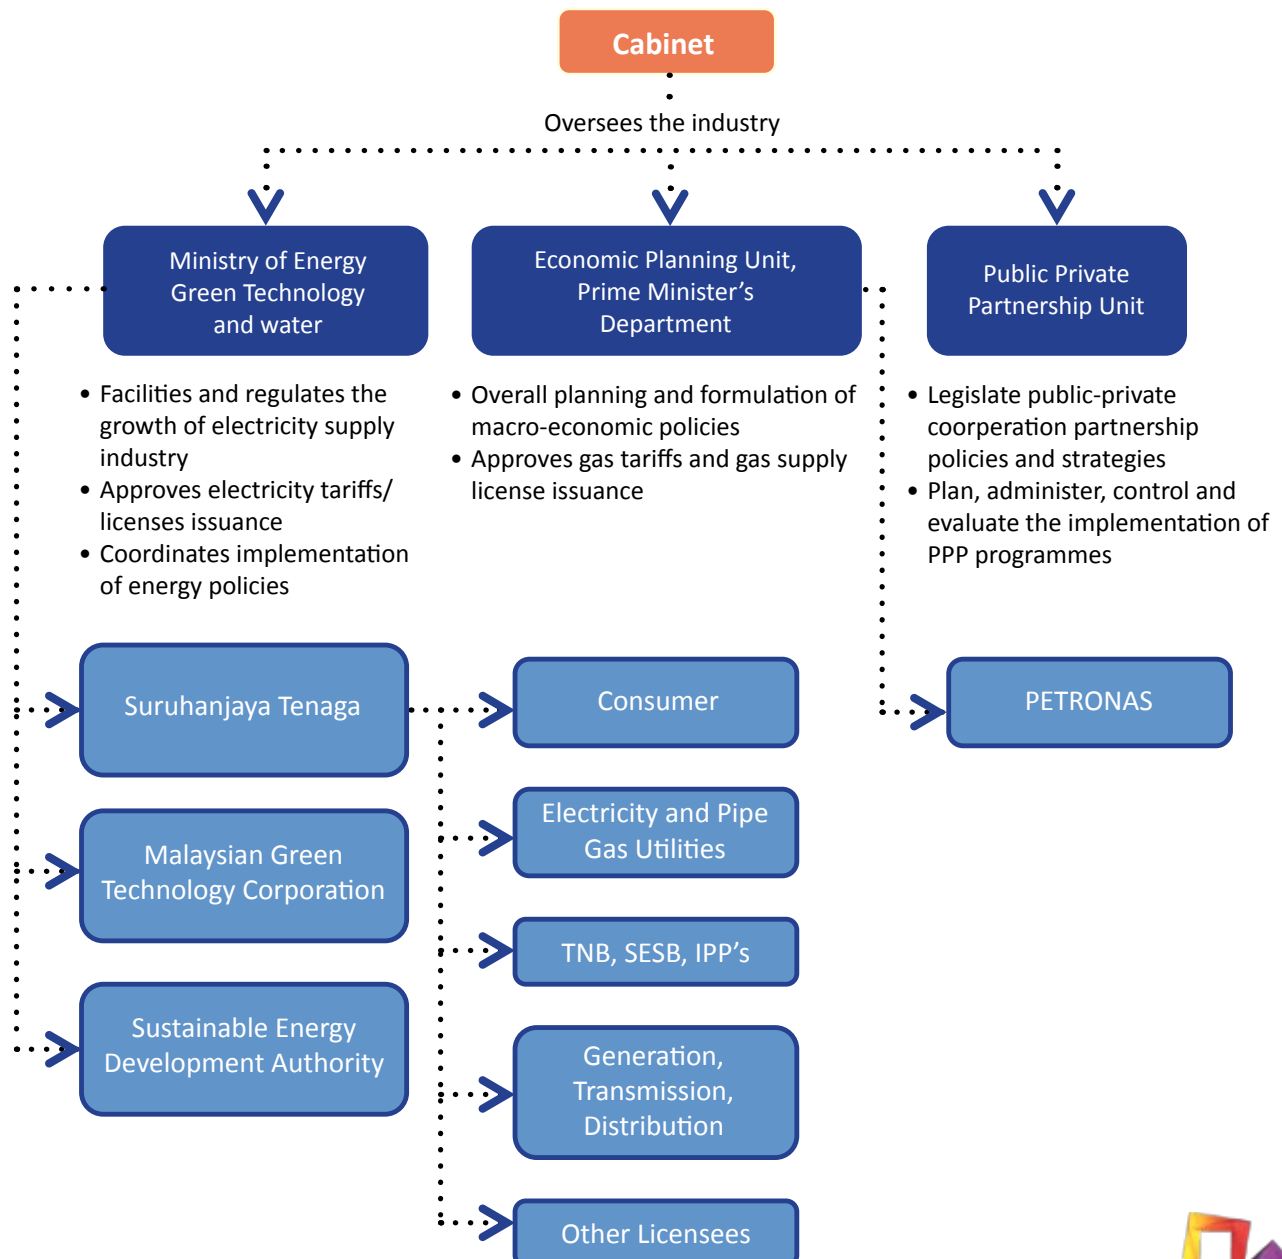 Cabinet
Oversees the industry
Ministry of Energy
Green Technology
and water
Economic Planning Unit,
Prime Minister’s
Department
Public Private
Partnership Unit
• Facilities and regulates the
growth of electricity supply
industry
• Approves electricity tariffs/
licenses issuance
• Coordinates implementation
of energy policies
• Overall planning and formulation of
macro-economic policies
• Approves gas tariffs and gas supply
license issuance
• Legislate public-private
coorperation partnership
policies and strategies
• Plan, administer, control and
evaluate the implementation of
PPP programmes
Suruhanjaya Tenaga
Malaysian Green
Technology Corporation
Sustainable Energy
Development Authority
Consumer
Electricity and Pipe
Gas Utilities
TNB, SESB, IPP’s
Generation,
Transmission,
Distribution
Other Licensees
PETRONAS